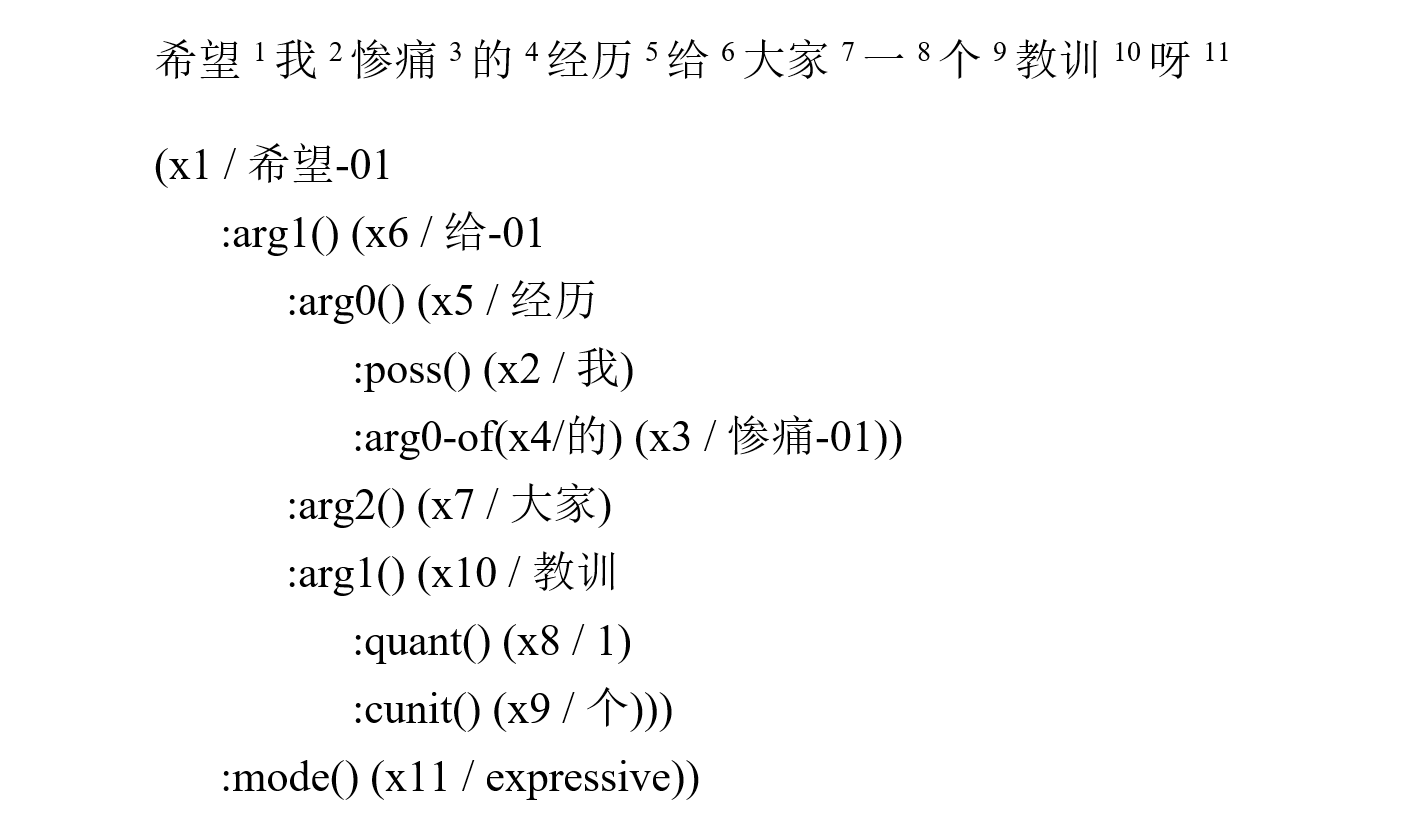 希望 1 我 2 惨痛 3 的 4 经历 5 给 6 大家 7 一 8 个 9 教训 10 呀 11
(x1 / 希望-01
:arg1() (x6 / 给-01
:arg0() (x5 / 经历
:poss() (x2 / 我)
:arg0-of(x4/的) (x3 / 惨痛-01))
:arg2() (x7 / 大家)
:arg1() (x10 / 教训
:quant() (x8 / 1)
:cunit() (x9 / 个)))
:mode() (x11 / expressive))